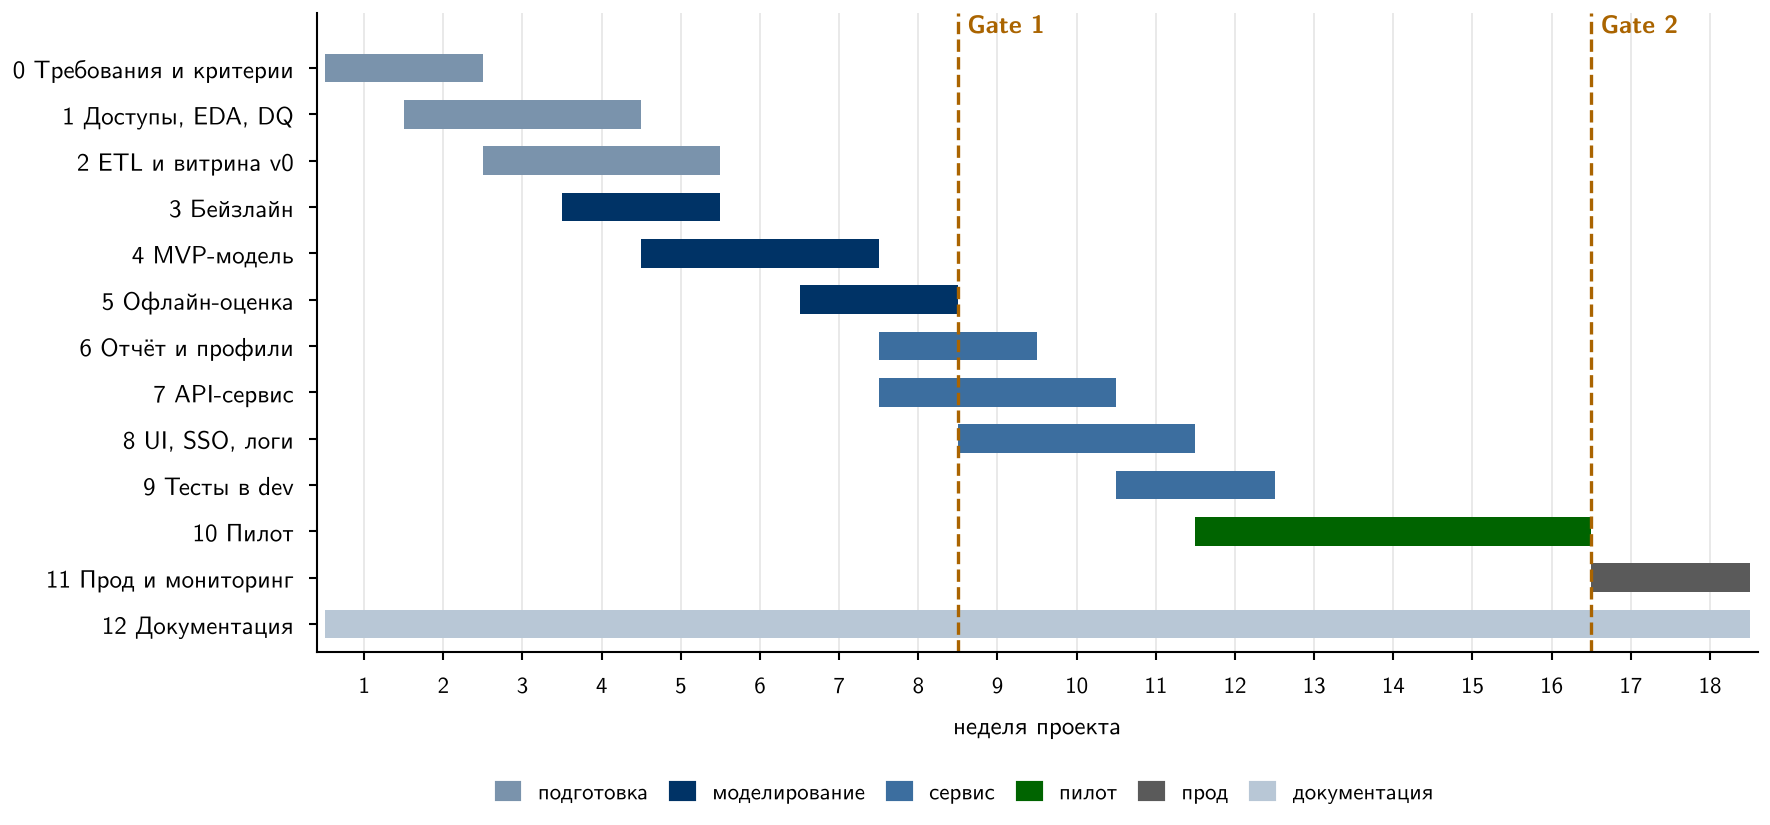 Gate 1
Gate 2
0 Требования и критерии
1 Доступы, EDA, DQ
2 ETL и витрина v0
3 Бейзлайн
4 MVP-модель
5 Офлайн-оценка
6 Отчёт и профили
7 API-сервис
8 UI, SSO, логи
9 Тесты в dev
10 Пилот
11 Прод и мониторинг
12 Документация
1 2 3 4 5 6 7 8 9 10 11 12 13 14 15 16 17 18
неделя проекта
подготовка моделирование сервис пилот прод документация